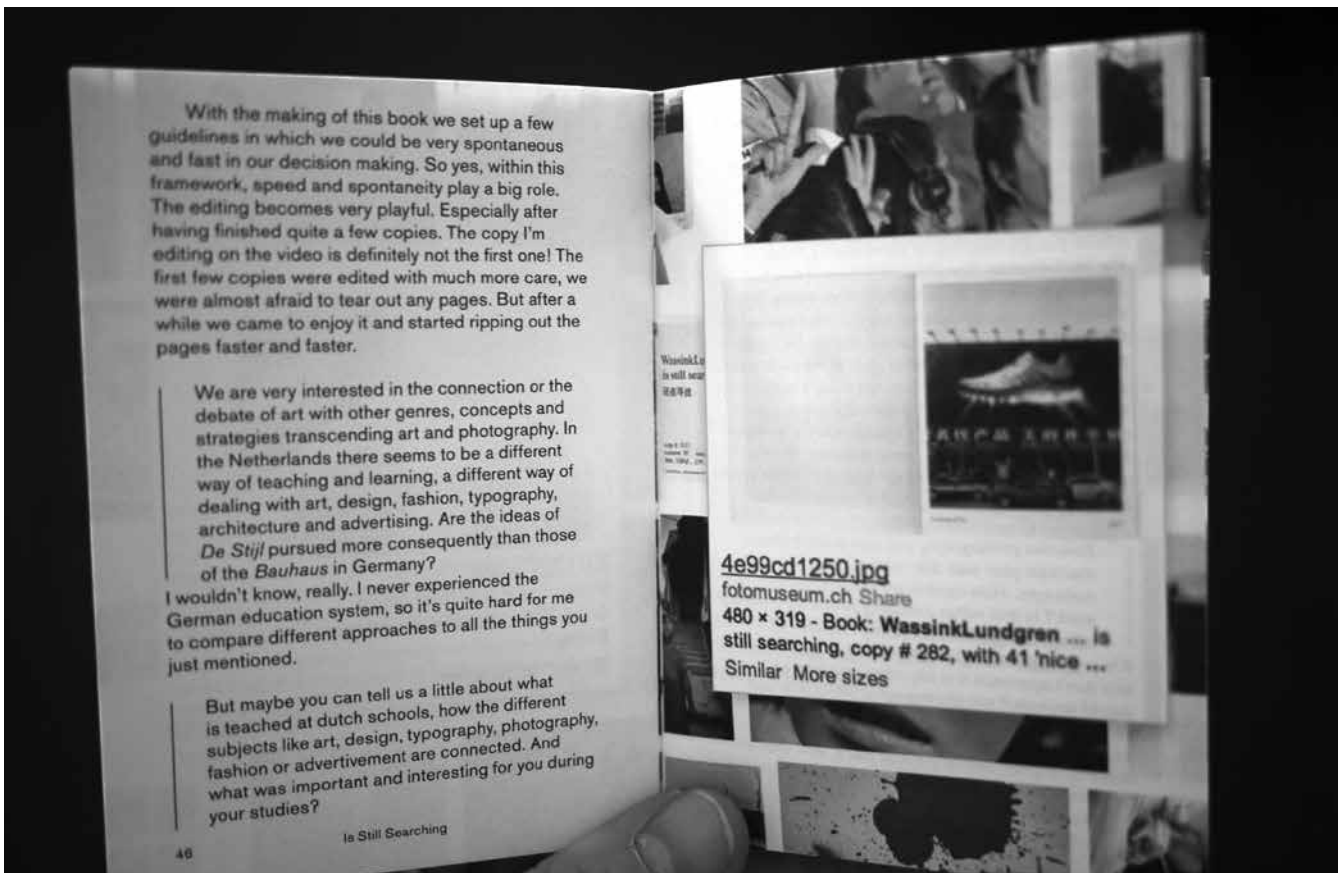 With the making of this book we set up a few
guidelines in which we could be very spontaneous
and fast in our decision making. So yes, within this
framework, speed and spontaneity play a big role.
The editing becomes very playful. Especially after
having finished quite a few copies. The copy I'm
editing on the video is definitely not the first one! The
first few copies were edited with much more care, we
were almost afraid to tear out any pages. But after a
while we came to enjoy it and started ripping out the
pages faster and faster.
We are very interested in the connection or the
debate of art with other genres, concepts and
strategies transcending art and photography. In
the Netherlands there seems to be a different
way of teaching and learning, a different way of
dealing with art, design, fashion, typography,
architecture and advertising. Are the ideas of
De Stijl pursued more consequently than those
of the Bauhaus in Germany?
I wouldn't know, really. I never experienced the
German education system, so it's quite hard for me
to compare different approaches to all the things you
just mentioned.
But maybe you can tell us a little about what
is teached at dutch schools, how the different
subjects like art, design, typography, photography,
fashion or advertivement are connected. And
what was important and interesting for you during
your studies?
Is Still Searching
46
WassinkLu
is still sear
4e99cd1250.jpg
fotomuseum.ch Share
480 × 319 - Book: WassinkLundgren ... is
still searching, copy # 282, with 41 'nice ...
Similar More sizes